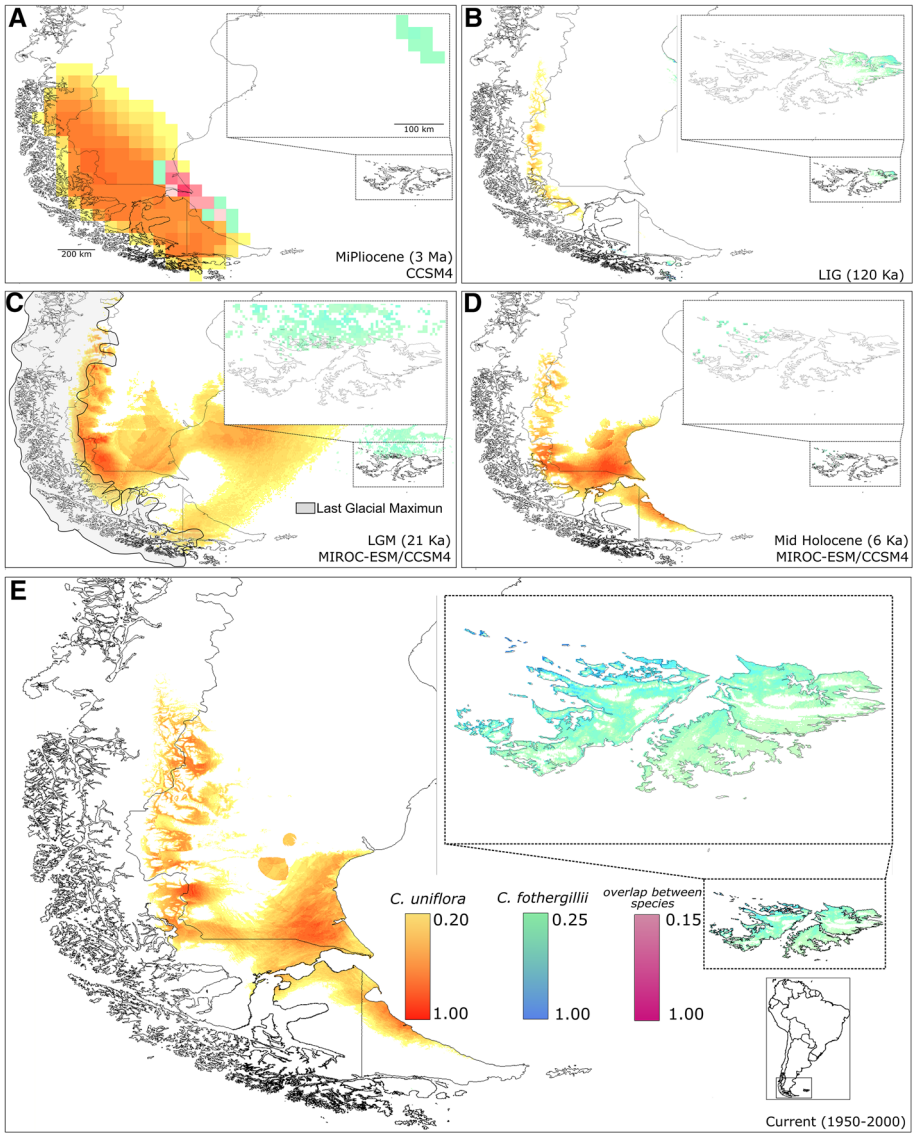 A
100 km
200 km
MiPliocene (3 Ma)
CCSM4
B
LIG (120 Ka)
C
Last Glacial Maximun
LGM (21 Ka)
MIROC-ESM/CCSM4
D
Mid Holocene (6 Ka)
MIROC-ESM/CCSM4
E
C. uniflora
0.20
1.00
C. fothergillii
0.25
1.00
overlap between
species
0.15
1.00
Current (1950-2000)